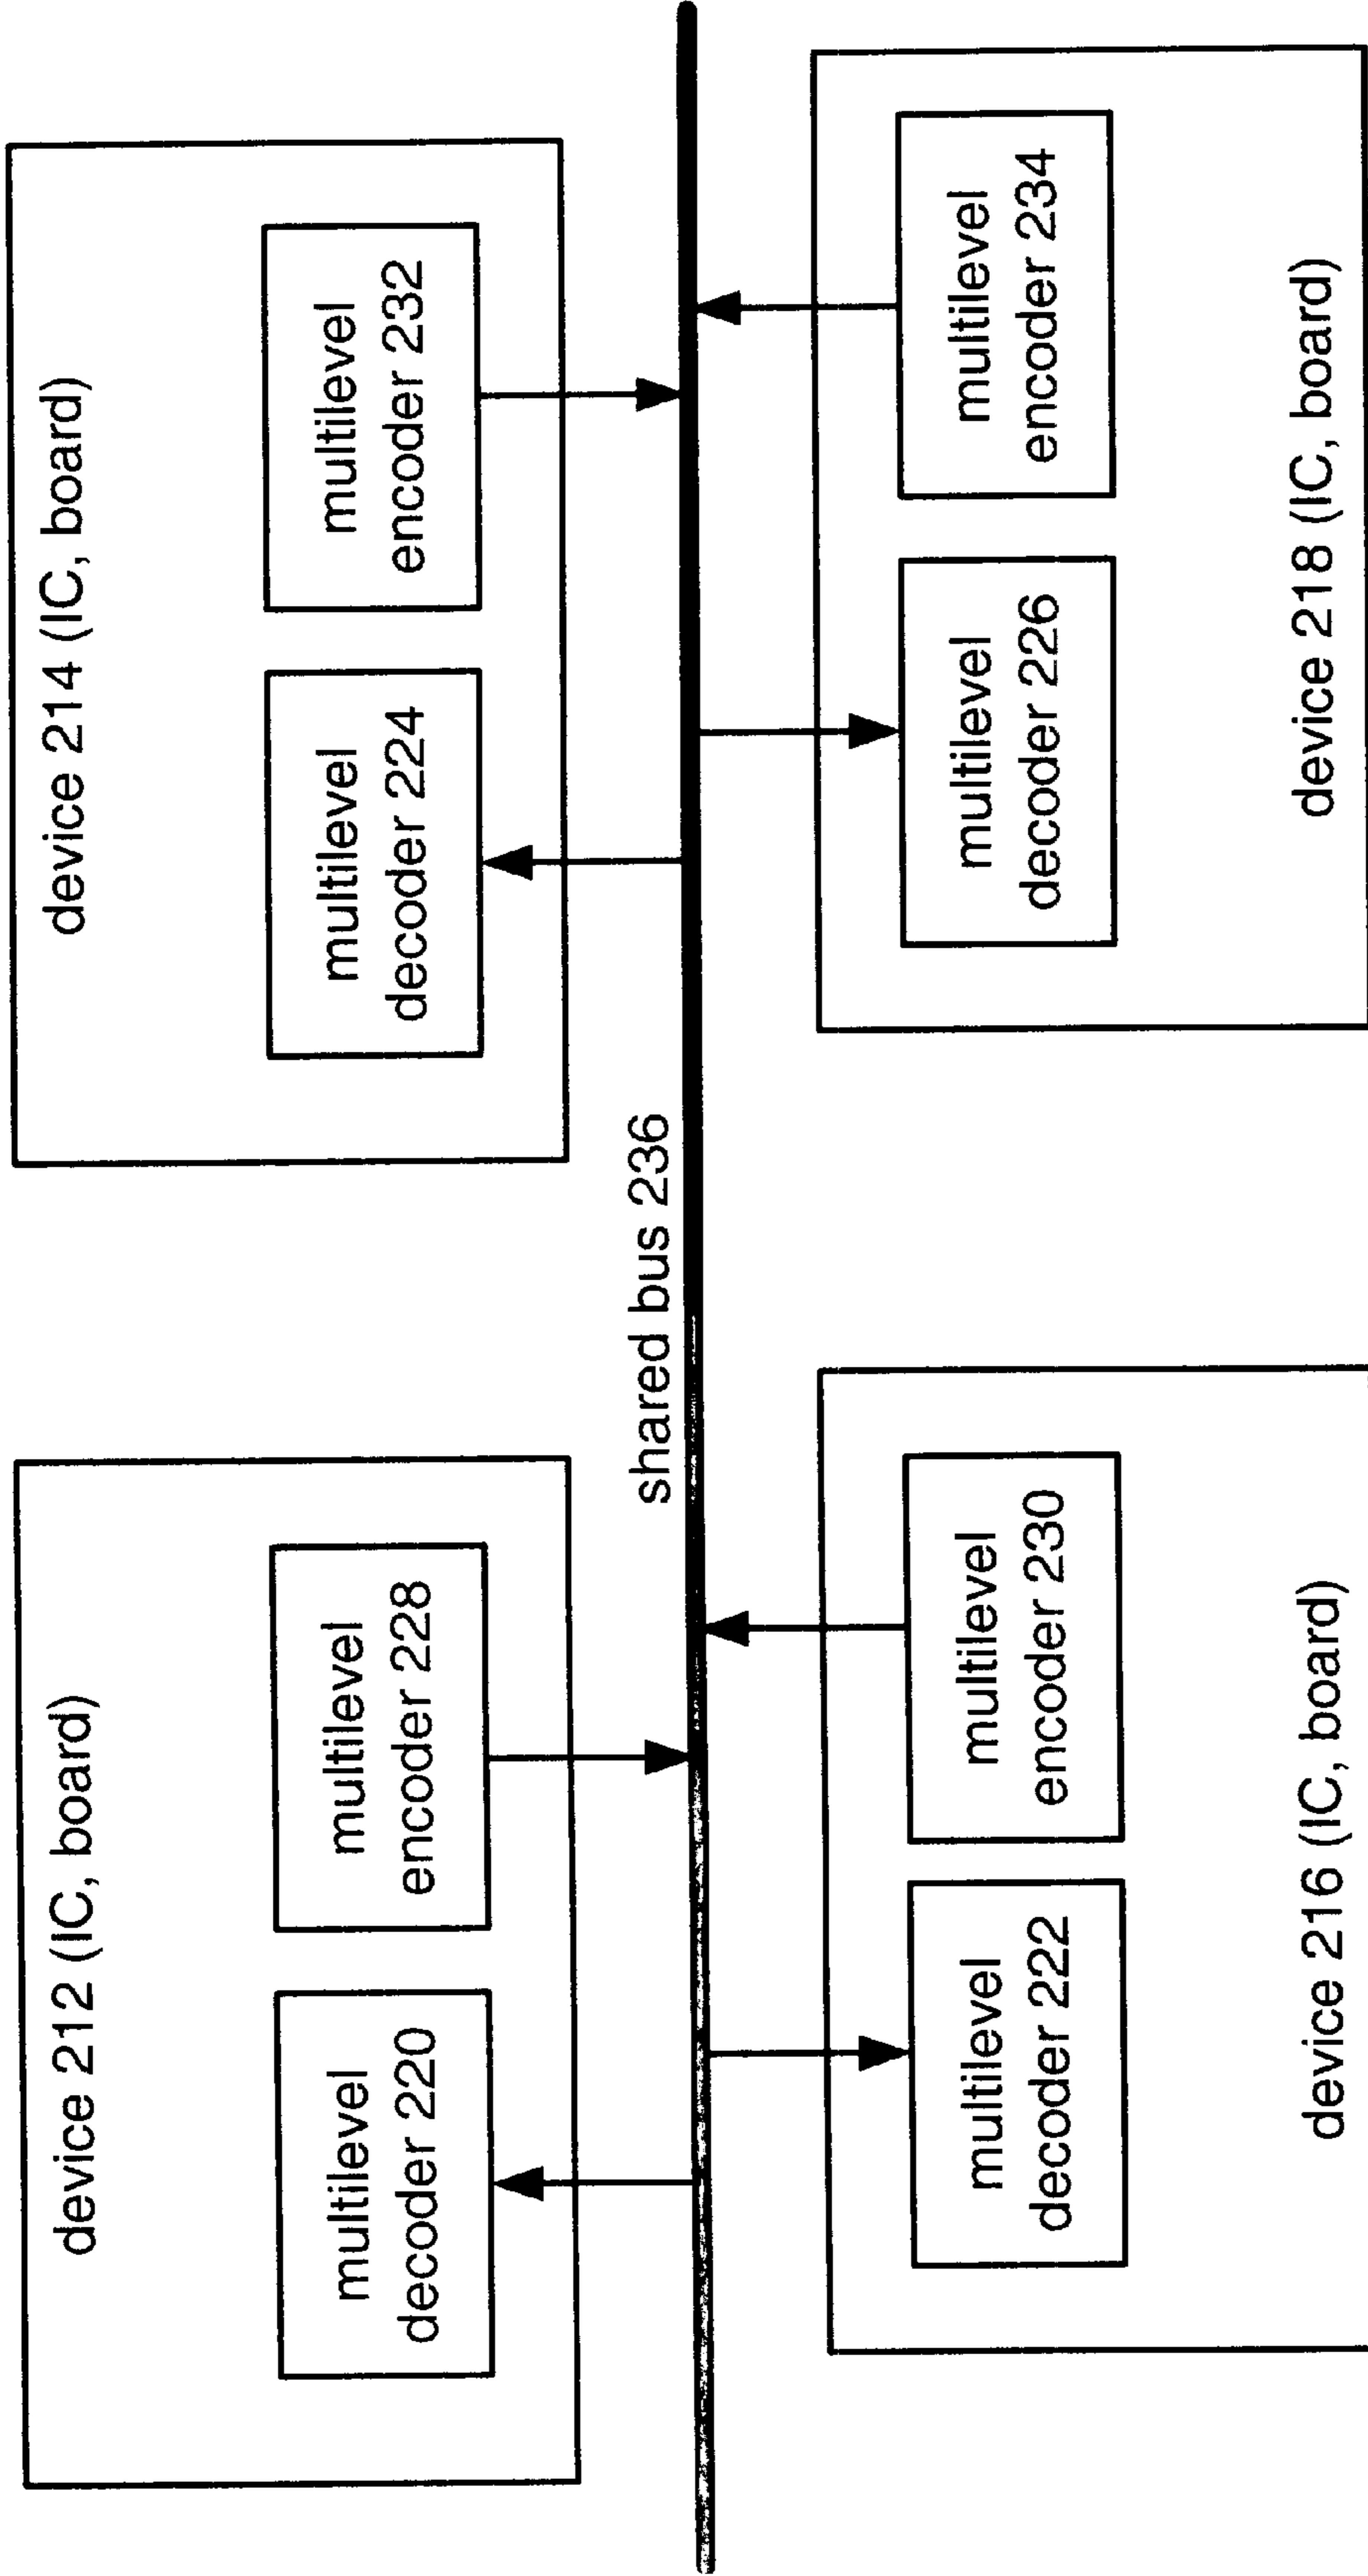 device 212 (IC, board)
multilevel
decoder 220
multilevel
encoder 228
device 214 (IC, board)
multilevel
decoder 224
multilevel
encoder 232
shared bus 236
multilevel
decoder 222
multilevel
encoder 230
device 216 (IC, board)
multilevel
decoder 226
multilevel
encoder 234
device 218 (IC, board)